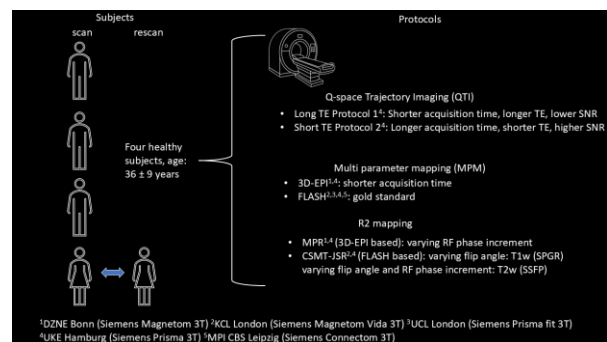 Subjects
scan rescan
Protocols
Q-space Trajectory Imaging (QTI)
• Long TE Protocol 1⁴: Shorter acquisition time, longer TE, lower SNR
• Short TE Protocol 2⁴: Longer acquisition time, shorter TE, higher SNR
Four healthy
subjects, age:
36 ± 9 years
Multi parameter mapping (MPM)
• 3D-EPI¹,⁴: shorter acquisition time
• FLASH²,³,⁴,⁵: gold standard
R2 mapping
• MPR¹,⁴ (3D-EPI based): varying RF phase increment
• CSMT-JSR²,⁴ (FLASH based): varying flip angle: T1w (SPGR)
varying flip angle and RF phase increment: T2w (SSFP)
¹DZNE Bonn (Siemens Magnetom 3T) ²KCL London (Siemens Magnetom Vida 3T) ³UCL London (Siemens Prisma fit 3T)
⁴UKE Hamburg (Siemens Prisma 3T) ⁵MPI CBS Leipzig (Siemens Connectom 3T)